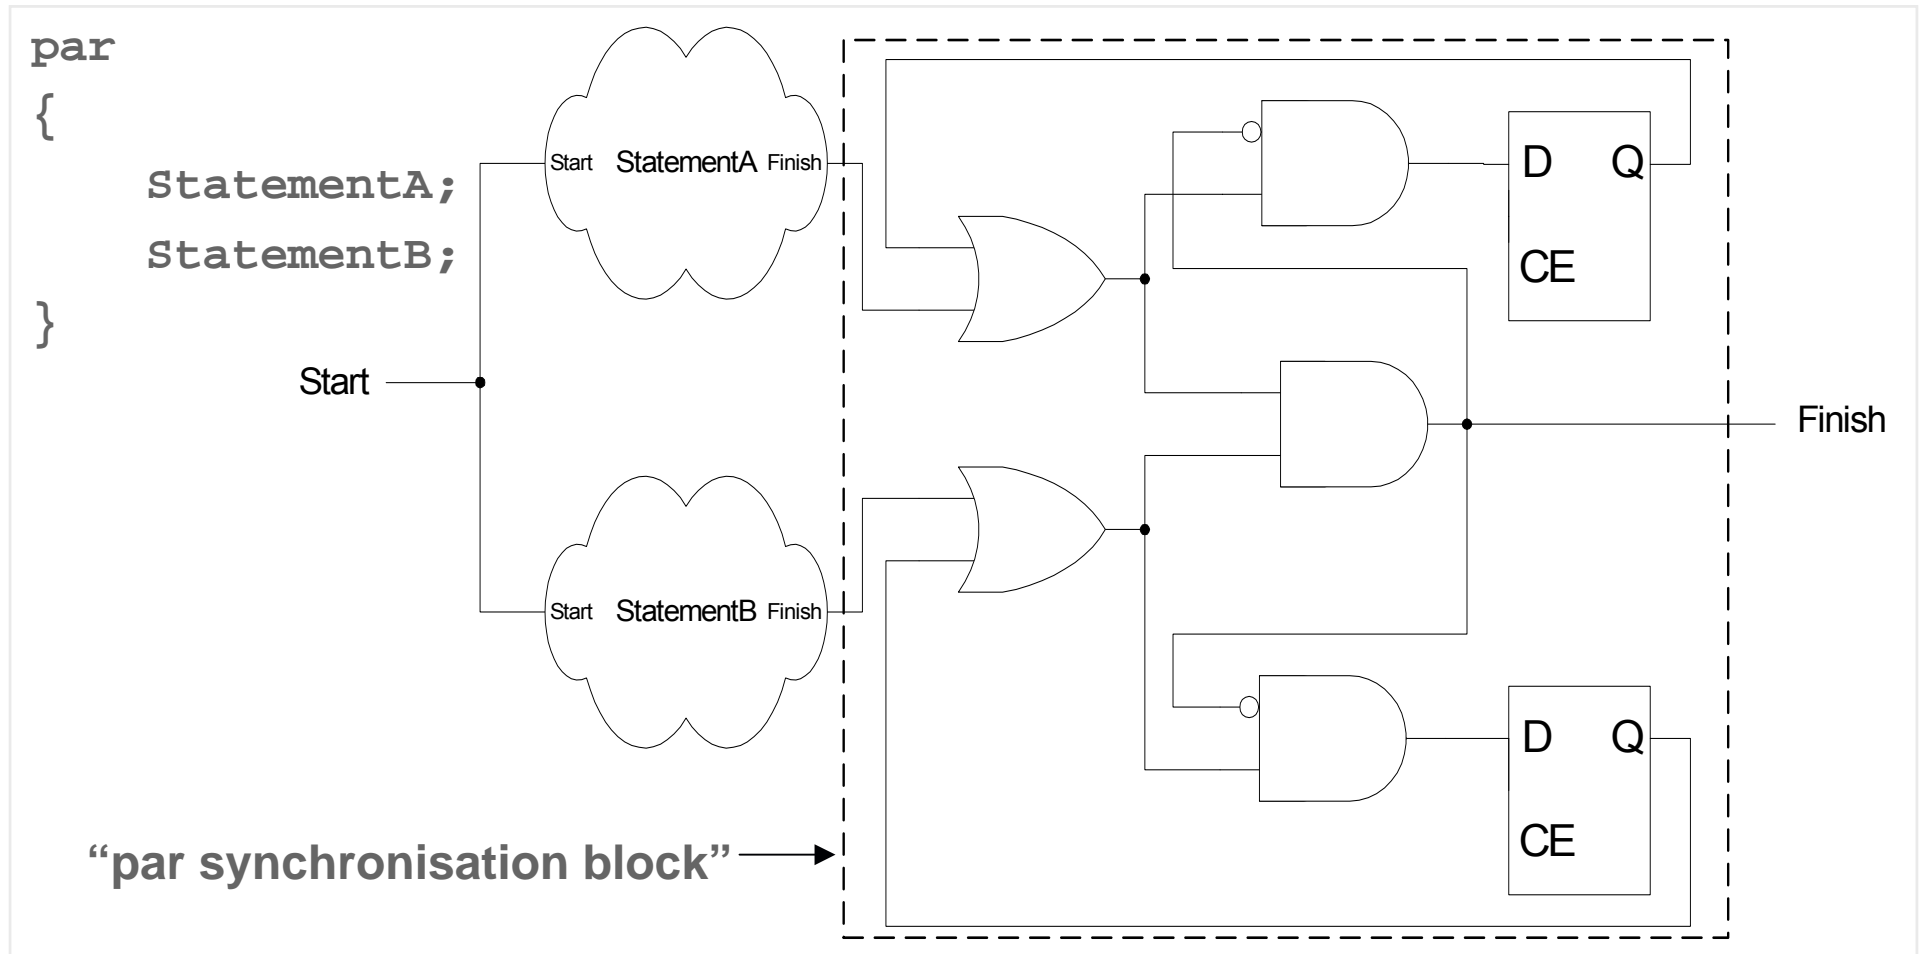 par
{
StatementA;
StatementB;
}
Start
Start StatementA Finish
Start StatementB Finish
D Q
CE
Finish
D Q
CE
“par synchronisation block”